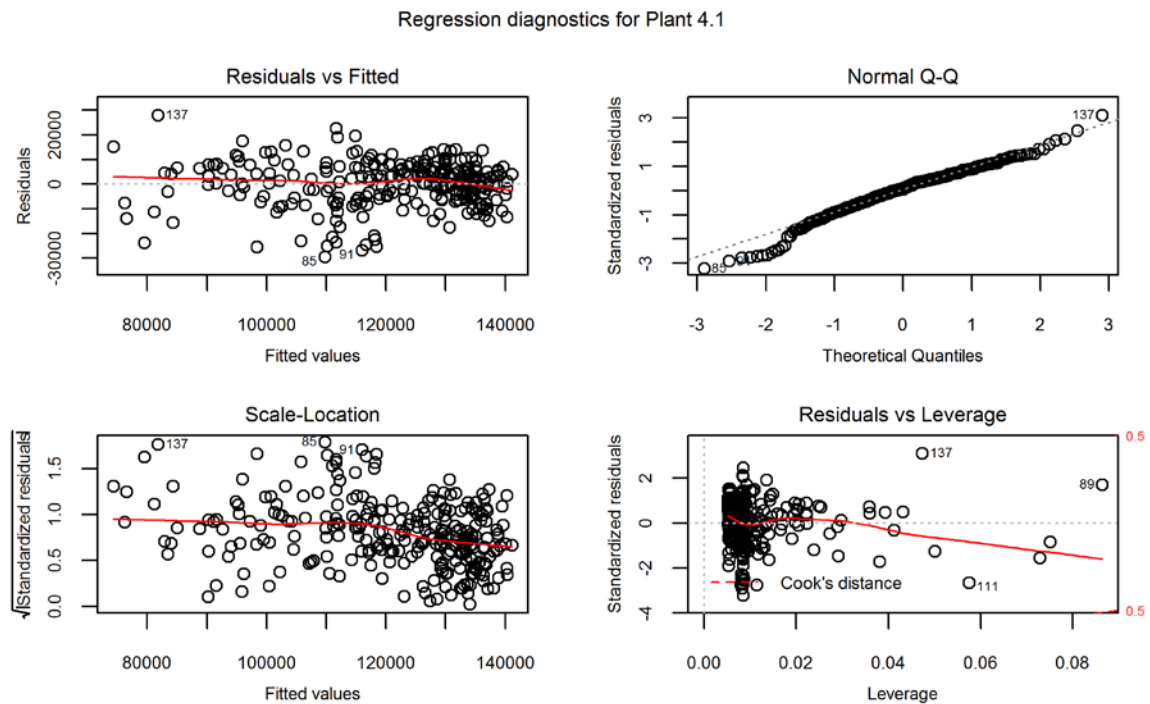 Regression diagnostics for Plant 4.1
Residuals vs Fitted
Residuals
-30000
0
20000
137
85
91
80000 100000 120000 140000
Fitted values
Normal Q-Q
Standardized residuals
-3
-1
1
3
137
85
-3 -2 -1 0 1 2 3
Theoretical Quantiles
Scale-Location
√|Standardized residuals|
0.0
0.5
1.0
1.5
137
85
91
80000 100000 120000 140000
Fitted values
Residuals vs Leverage
Standardized residuals
-4
-2
0
2
137
89
111
Cook's distance
0.5
0.5
0.00 0.02 0.04 0.06 0.08
Leverage